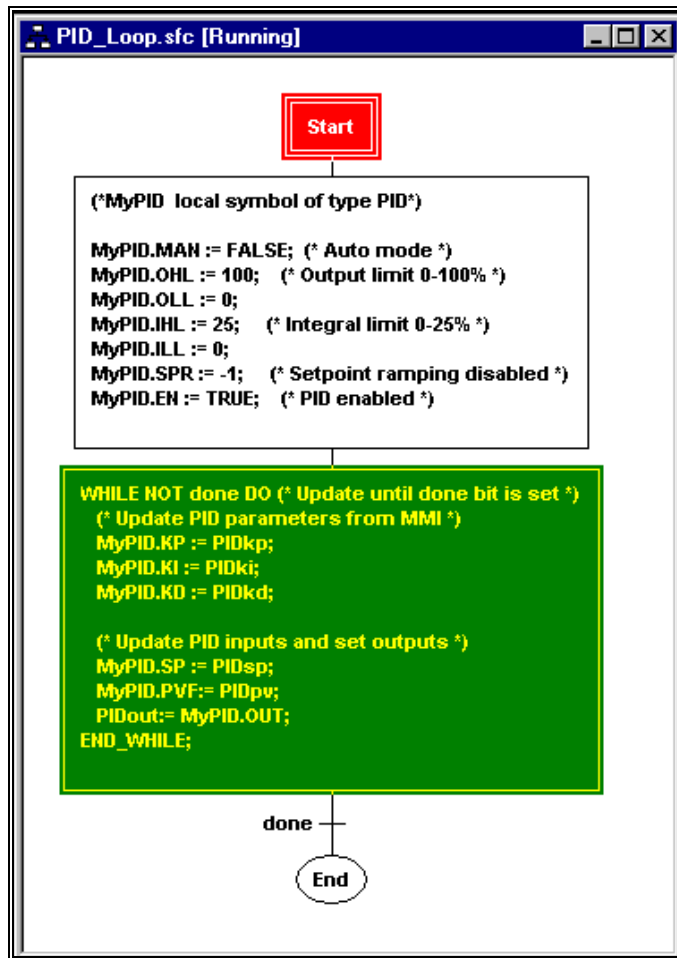 PID_Loop.sfc [Running]
Start
(*MyPID local symbol of type PID*)
MyPID.MAN := FALSE; (* Auto mode *)
MyPID.OHL := 100; (* Output limit 0-100% *)
MyPID.OLL := 0;
MyPID.IHL := 25; (* Integral limit 0-25% *)
MyPID.ILL := 0;
MyPID.SPR := -1; (* Setpoint ramping disabled *)
MyPID.EN := TRUE; (* PID enabled *)
WHILE NOT done DO (* Update until done bit is set *)
(* Update PID parameters from MMI *)
MyPID.KP := PIDkp;
MyPID.KI := PIDki;
MyPID.KD := PIDkd;
(* Update PID inputs and set outputs *)
MyPID.SP := PIDsp;
MyPID.PVF:= PIDpv;
PIDout:= MyPID.OUT;
END_WHILE;
done
End